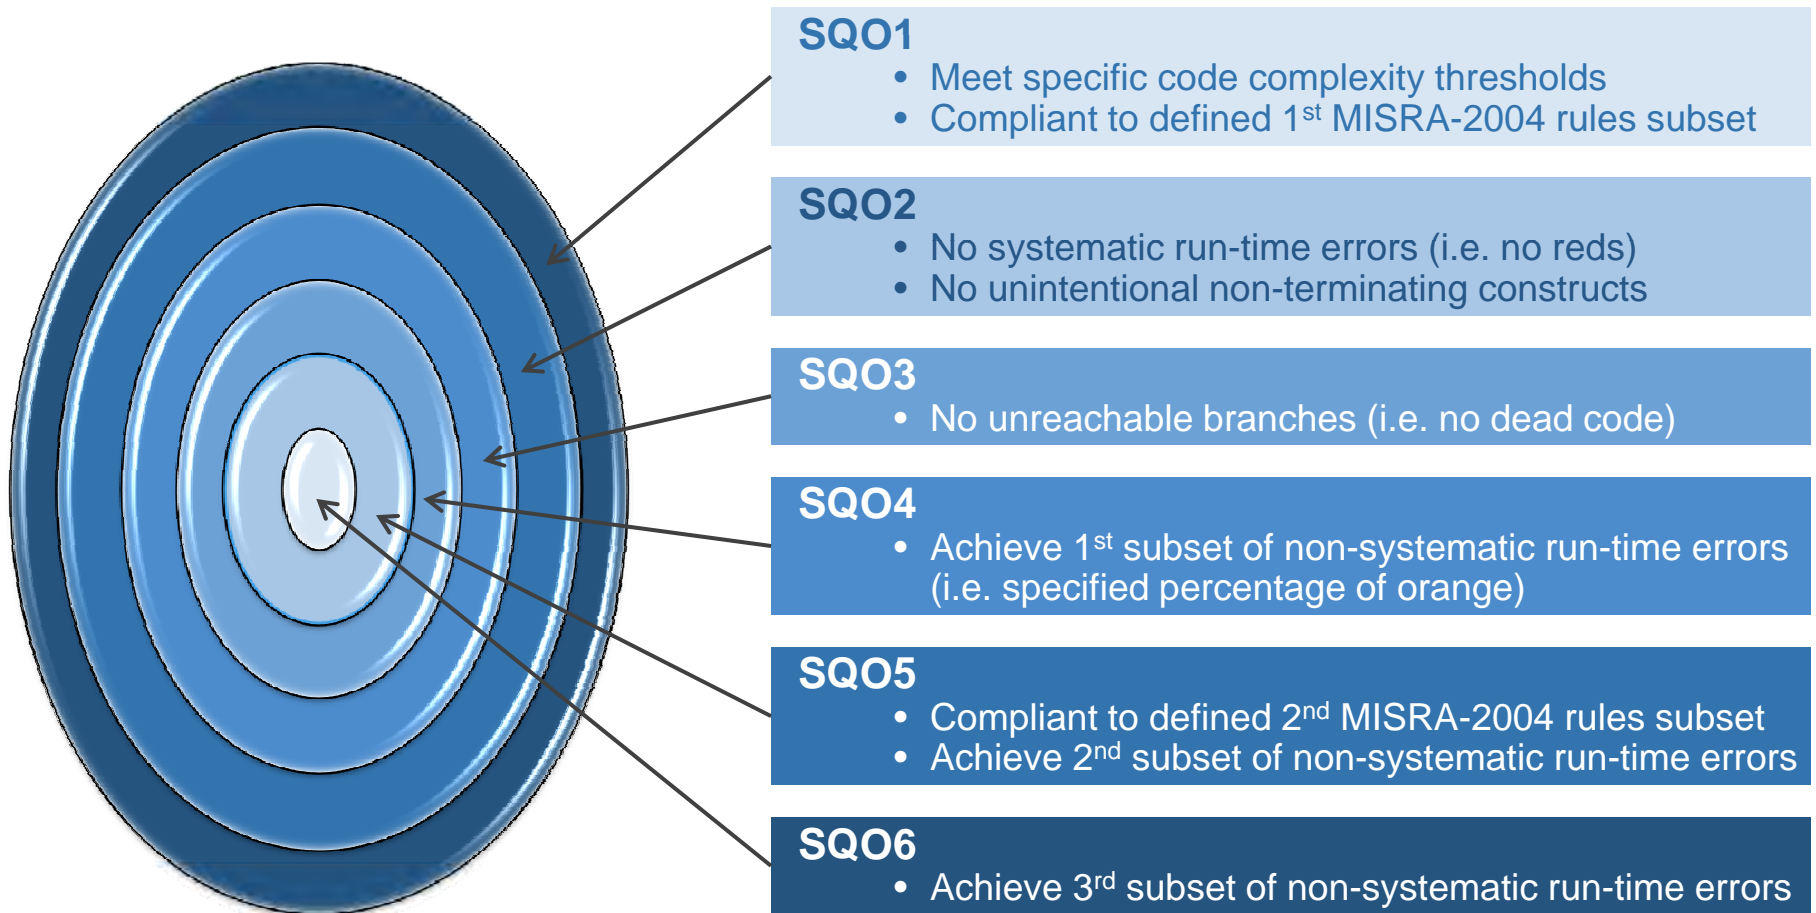 SQO1
• Meet specific code complexity thresholds
• Compliant to defined 1st MISRA-2004 rules subset
SQO2
• No systematic run-time errors (i.e. no reds)
• No unintentional non-terminating constructs
SQO3
• No unreachable branches (i.e. no dead code)
SQO4
• Achieve 1st subset of non-systematic run-time errors
(i.e. specified percentage of orange)
SQO5
• Compliant to defined 2nd MISRA-2004 rules subset
• Achieve 2nd subset of non-systematic run-time errors
SQO6
• Achieve 3rd subset of non-systematic run-time errors